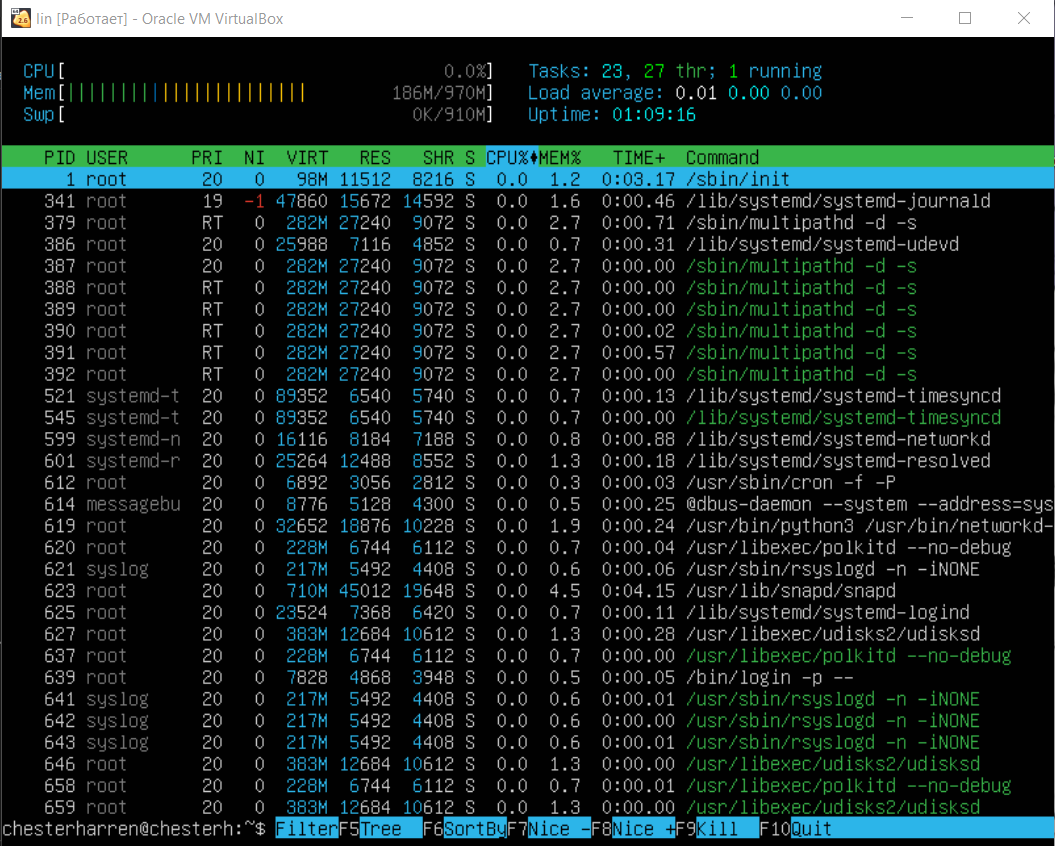 lin [Работает] - Oracle VM VirtualBox
CPU[ 0.0%] Tasks: 23, 27 thr; 1 running
Mem[||||||||||||||||||||||| 186M/970M] Load average: 0.01 0.00 0.00
Swp[ 0K/910M] Uptime: 01:09:16
PID USER PRI NI VIRT RES SHR S CPU%♦MEM% TIME+ Command
1 root 20 0 98M 11512 8216 S 0.0 1.2 0:03.17 /sbin/init
341 root 19 -1 47860 15672 14592 S 0.0 1.6 0:00.46 /lib/systemd/systemd-journald
379 root RT 0 282M 27240 9072 S 0.0 2.7 0:00.71 /sbin/multipathd -d -s
386 root 20 0 25988 7116 4852 S 0.0 0.7 0:00.31 /lib/systemd/systemd-udevd
387 root 20 0 282M 27240 9072 S 0.0 2.7 0:00.00 /sbin/multipathd -d -s
388 root RT 0 282M 27240 9072 S 0.0 2.7 0:00.00 /sbin/multipathd -d -s
389 root RT 0 282M 27240 9072 S 0.0 2.7 0:00.00 /sbin/multipathd -d -s
390 root RT 0 282M 27240 9072 S 0.0 2.7 0:00.02 /sbin/multipathd -d -s
391 root RT 0 282M 27240 9072 S 0.0 2.7 0:00.57 /sbin/multipathd -d -s
392 root RT 0 282M 27240 9072 S 0.0 2.7 0:00.00 /sbin/multipathd -d -s
521 systemd-t 20 0 89352 6540 5740 S 0.0 0.7 0:00.13 /lib/systemd/systemd-timesyncd
545 systemd-t 20 0 89352 6540 5740 S 0.0 0.7 0:00.00 /lib/systemd/systemd-timesyncd
599 systemd-n 20 0 16116 8184 7188 S 0.0 0.8 0:00.88 /lib/systemd/systemd-networkd
601 systemd-r 20 0 25264 12488 8552 S 0.0 1.3 0:00.18 /lib/systemd/systemd-resolved
612 root 20 0 6892 3056 2812 S 0.0 0.3 0:00.03 /usr/sbin/cron -f -P
614 messagebu 20 0 8776 5128 4300 S 0.0 0.5 0:00.25 @dbus-daemon --system --address=sys
619 root 20 0 32652 18876 10228 S 0.0 1.9 0:00.24 /usr/bin/python3 /usr/bin/networkd-
620 root 20 0 228M 6744 6112 S 0.0 0.7 0:00.04 /usr/libexec/polkitd --no-debug
621 syslog 20 0 217M 5492 4408 S 0.0 0.6 0:00.06 /usr/sbin/rsyslogd -n -iNONE
623 root 20 0 710M 45012 19648 S 0.0 4.5 0:04.15 /usr/lib/snapd/snapd
625 root 20 0 23524 7368 6420 S 0.0 0.7 0:00.11 /lib/systemd/systemd-logind
627 root 20 0 383M 12684 10612 S 0.0 1.3 0:00.28 /usr/libexec/udisks2/udisksd
637 root 20 0 228M 6744 6112 S 0.0 0.7 0:00.00 /usr/libexec/polkitd --no-debug
639 root 20 0 7828 4868 3948 S 0.0 0.5 0:00.05 /bin/login -p --
641 syslog 20 0 217M 5492 4408 S 0.0 0.6 0:00.01 /usr/sbin/rsyslogd -n -iNONE
642 syslog 20 0 217M 5492 4408 S 0.0 0.6 0:00.00 /usr/sbin/rsyslogd -n -iNONE
643 syslog 20 0 217M 5492 4408 S 0.0 0.6 0:00.01 /usr/sbin/rsyslogd -n -iNONE
646 root 20 0 383M 12684 10612 S 0.0 1.3 0:00.00 /usr/libexec/udisks2/udisksd
658 root 20 0 228M 6744 6112 S 0.0 0.7 0:00.01 /usr/libexec/polkitd --no-debug
659 root 20 0 383M 12684 10612 S 0.0 1.3 0:00.00 /usr/libexec/udisks2/udisksd
chesterharren@chesterh:~$ FilterF5Tree F6SortByF7Nice -F8Nice +F9Kill F10Quit